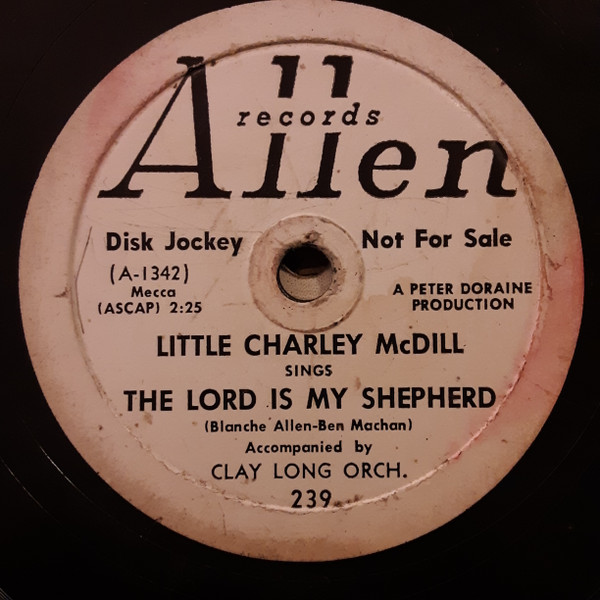 Allen
records
Disk Jockey
Not For Sale
(A-1342)
Mecca
(ASCAP) 2:25
A PETER DORAINE
PRODUCTION
LITTLE CHARLEY McDILL
SINGS
THE LORD IS MY SHEPHERD
(Blanche Allen-Ben Machan)
Accompanied by
CLAY LONG ORCH.
239